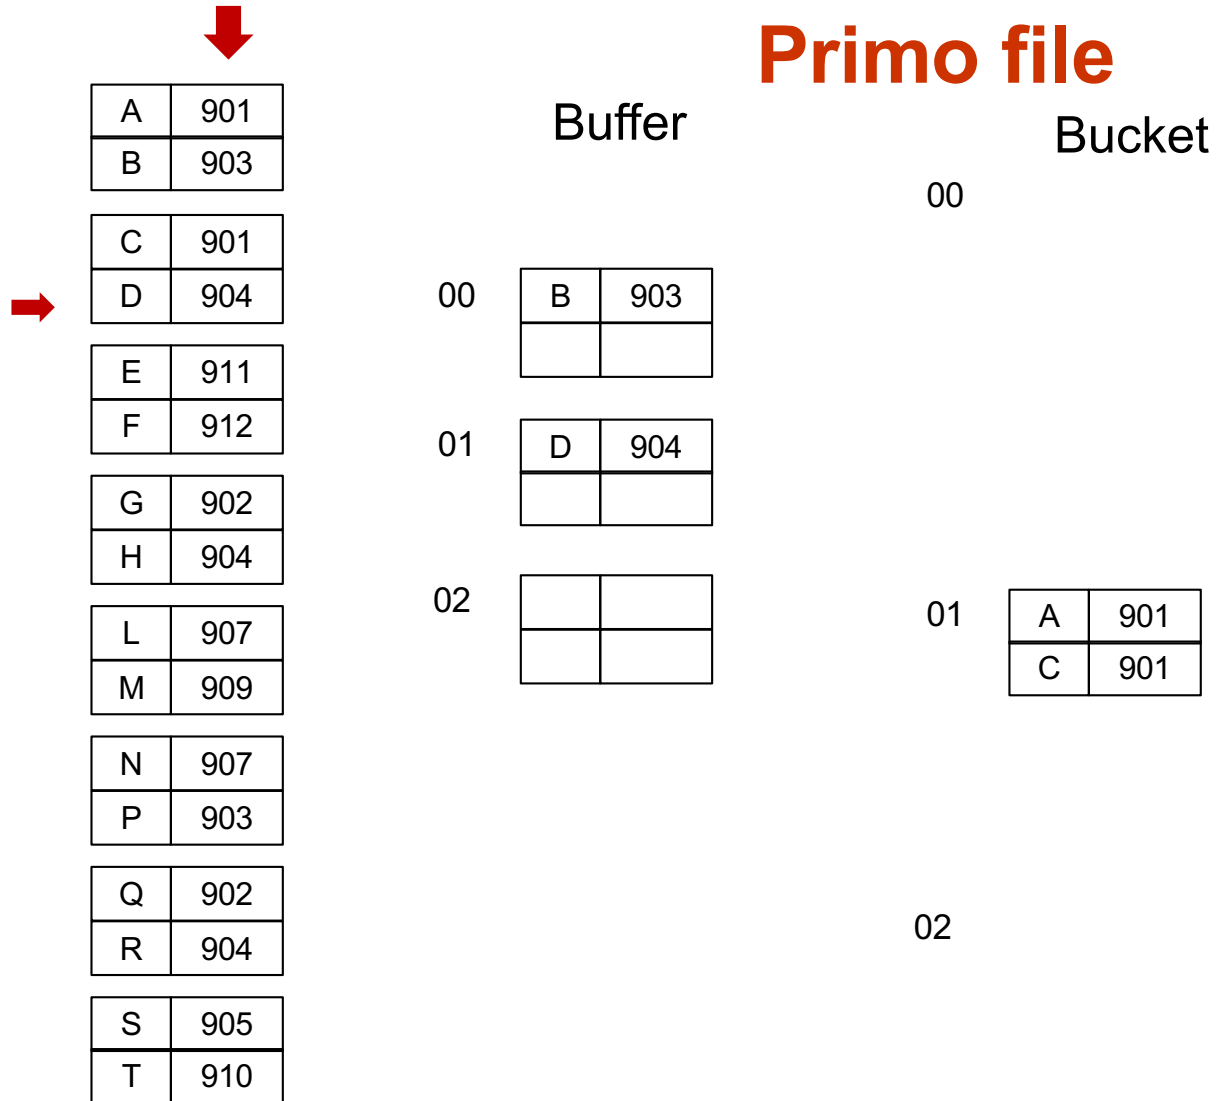 Primo file
Buffer
Bucket
A 901
B 903
C 901
D 904
E 911
F 912
G 902
H 904
L 907
M 909
N 907
P 903
Q 902
R 904
S 905
T 910
00 B 903
01 D 904
02
00
01 A 901
C 901
02